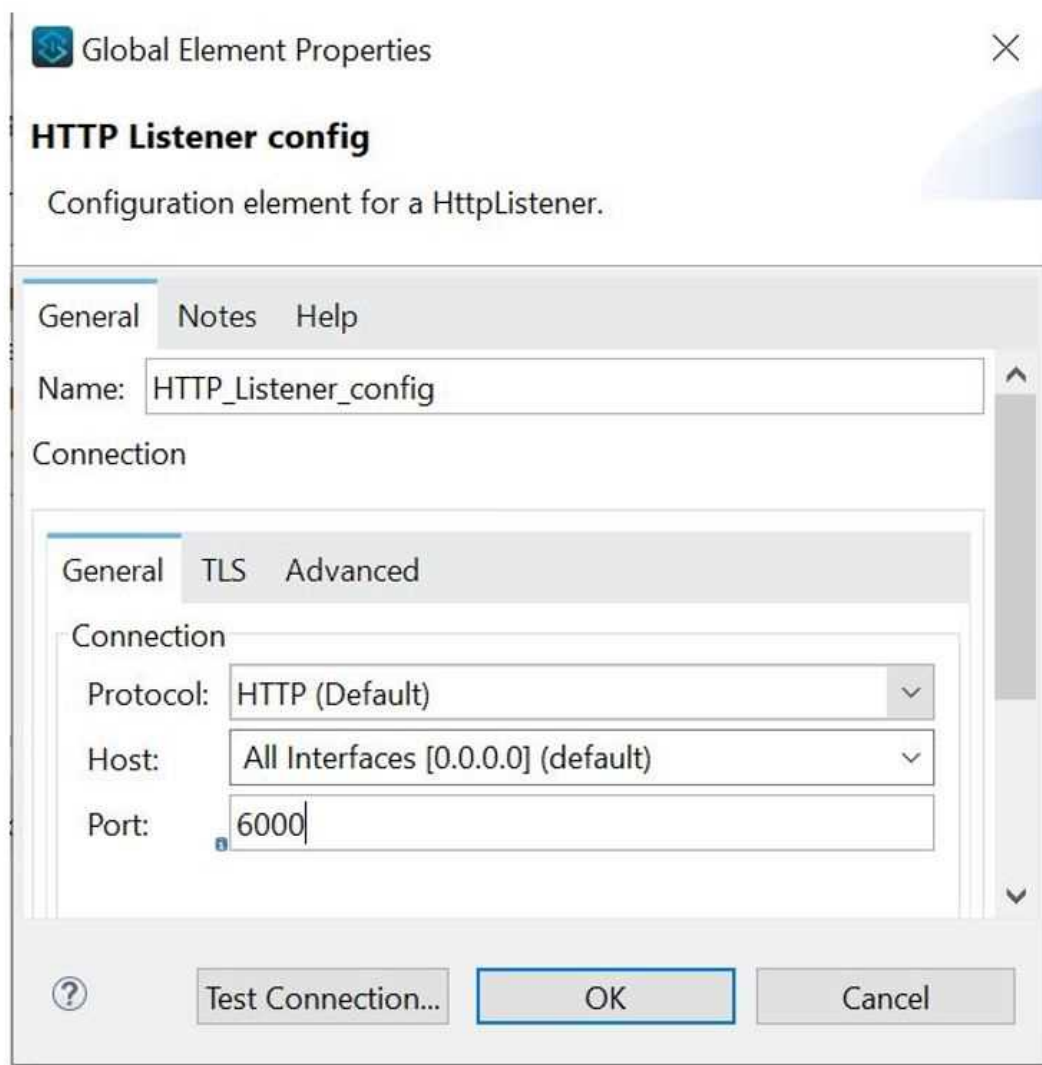 Global Element Properties
HTTP Listener config
Configuration element for a HttpListener.
General Notes Help
Name: HTTP_Listener_config
Connection
General TLS Advanced
Connection
Protocol: HTTP (Default)
Host: All Interfaces [0.0.0.0] (default)
Port: 6000
? Test Connection... OK Cancel